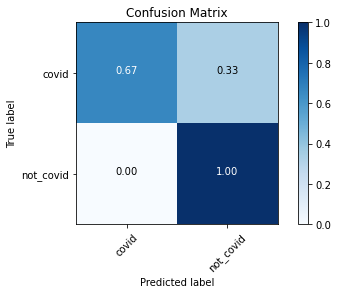 Confusion Matrix
True label
covid
not_covid
0.67
0.33
0.00
1.00
covid
not_covid
Predicted label
1.0
0.8
0.6
0.4
0.2
0.0